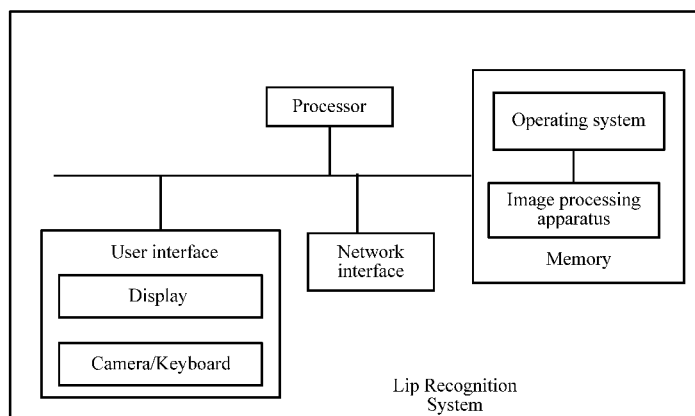 Processor
Operating system
Image processing
apparatus
Memory
User interface
Display
Camera/Keyboard
Network
interface
Lip Recognition
System